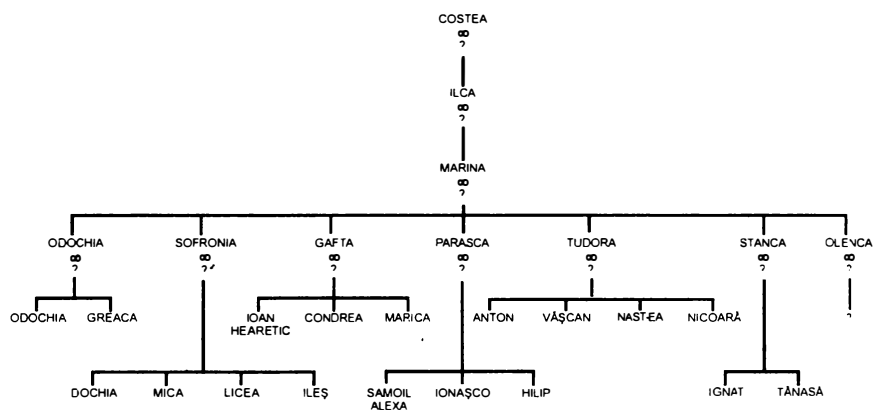 COSTEA
∞
?
ILCA
∞
?
MARINA
∞
?
ODOCHIA SOFRONIA GAFTA PARASCA TUDORA STANCA OLENCA
∞ ∞ ∞ ∞ ∞ ∞ ∞
? ? ? ? ? ? ?
ODOCHIA GREACA IOAN HEARETIC CONDREA MARICA ANTON VĂŞCAN NASTEA NICOARĂ ?
DOCHIA MICA LICEA ILEŞ SAMOIL ALEXA IONAŞCO HILIP IGNAT TĂNASĂ